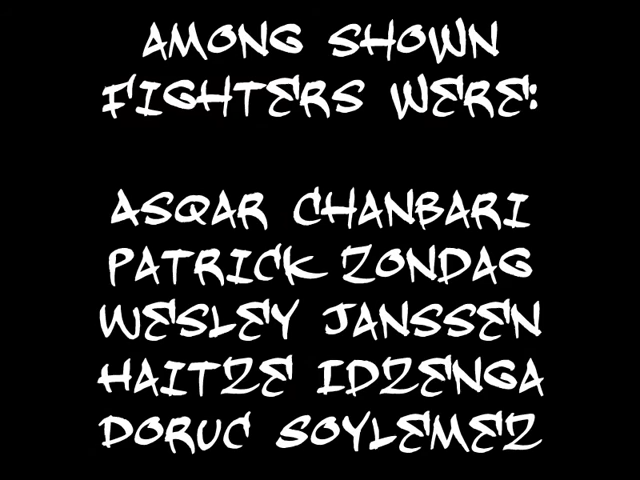 AMONG SHOWN
FIGHTERS WERE:
ASQAR CHANBARI
PATRICK ZONDAG
WESLEY JANSSEN
HAITZE IDZENGA
DORUC SOYLEMEZ